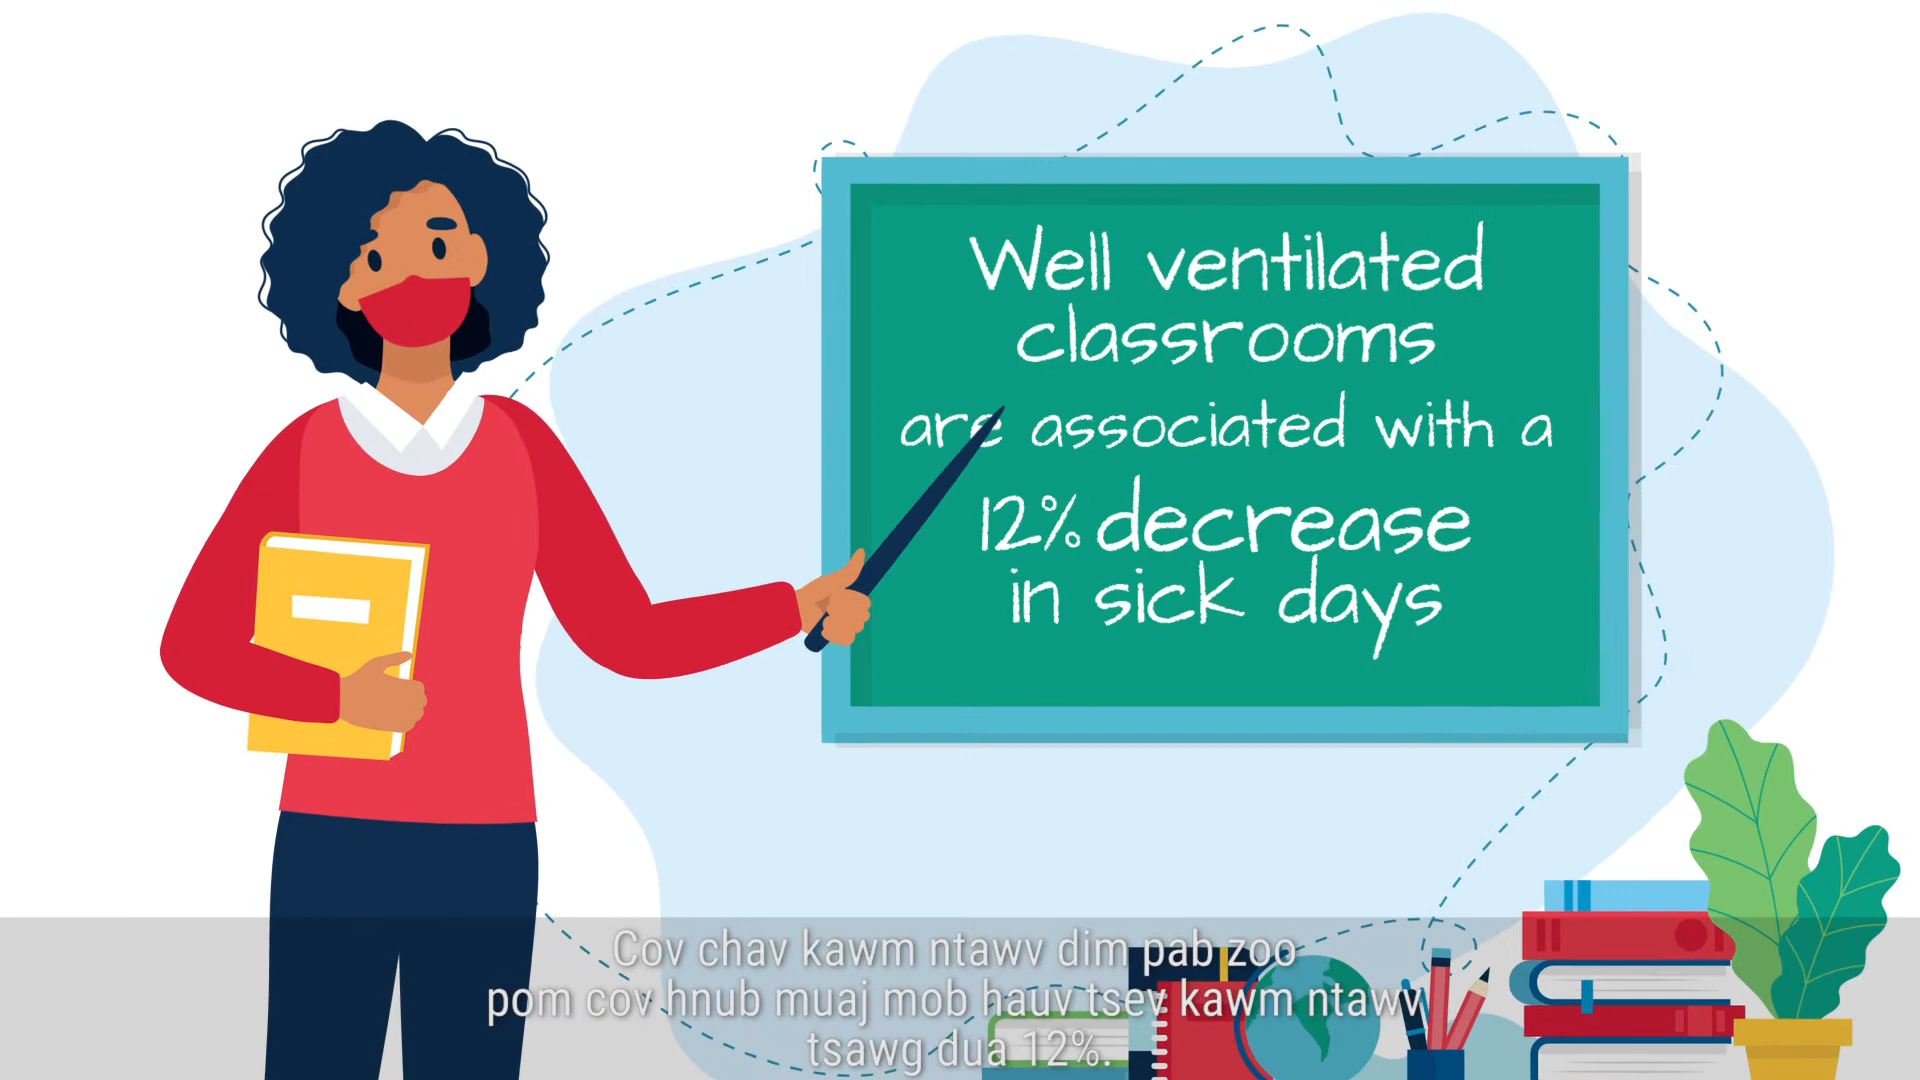 Well ventilated
classrooms
are associated with a
12% decrease
in sick days
Cov chav kawm ntawv dim pab zoo
pom cov hnub muaj mob hauv tsev kawm ntawv
tsawg dua 12%.